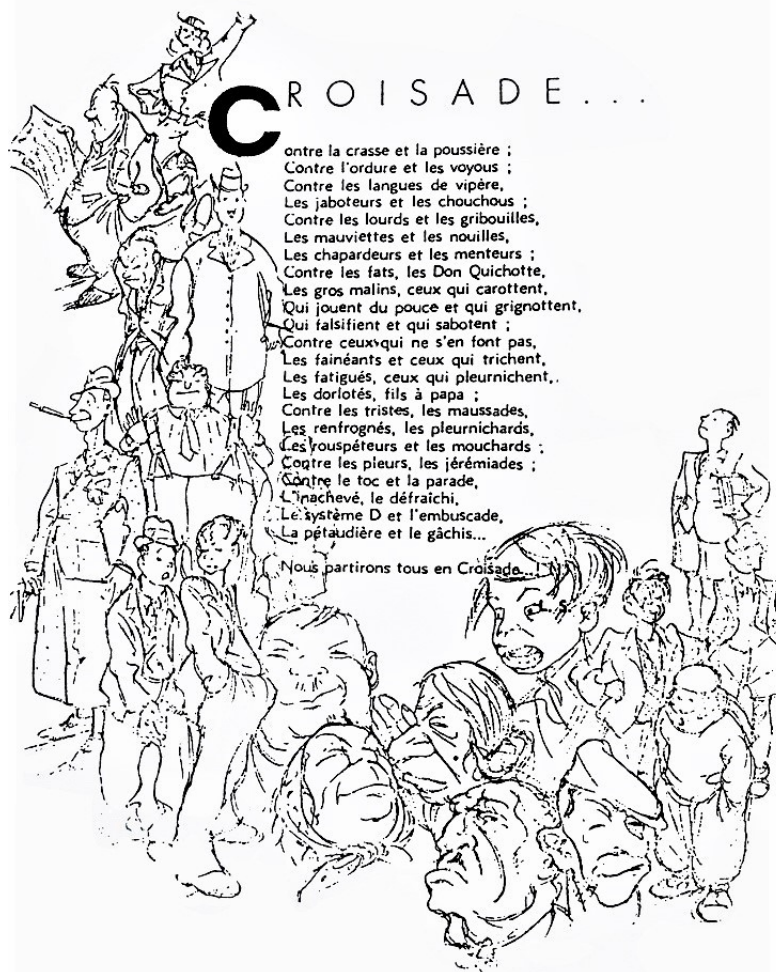 CROISADE...
Contre la crasse et la poussière ;
Contre l'ordure et les voyous ;
Contre les langues de vipère,
Les jaboteurs et les chouchous ;
Contre les lourds et les gribouilles,
Les mauviettes et les nouilles,
Les chapardeurs et les menteurs ;
Contre les fats, les Don Quichotte,
Les gros malins, ceux qui carottent,
Qui jouent du pouce et qui grignottent,
Qui falsifient et qui sabotent ;
Contre ceux qui ne s'en font pas,
Les fainéants et ceux qui trichent,
Les fatigués, ceux qui pleurnichent,.
Les dorlotés, fils à papa ;
Contre les tristes, les maussades,
Les renfrognés, les pleurnichards,
Les rouspéteurs et les mouchards ;
Contre les pleurs, les jérémiades ;
Contre le toc et la parade,
L'inachevé, le défraîchi,
Le système D et l'embuscade,
La pétaudière et le gâchis...
Nous partirons tous en Croisade...!